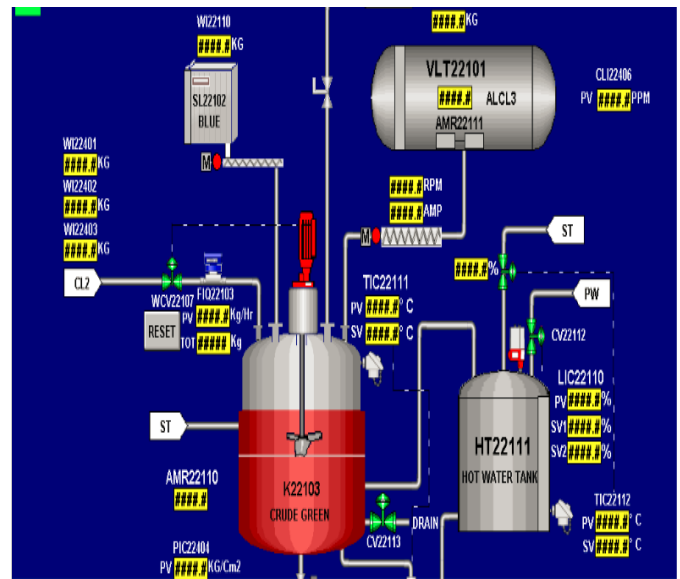 WI22110
####.# KG
####.# KG
SL22102
BLUE
M
VLT22101
####.# ALCL3
AMR22111
CLI22406
PV ####.# PPM
WI22401
####.# KG
WI22402
####.# KG
WI22403
####.# KG
####.# RPM
####.# AMP
M
ST
CL2
WCV22107
FIQ22103
RESET
PV ####.# Kg/Hr
TOT ##### Kg
TIC22111
PV ####.# ° C
SV ####.# ° C
####.# %
PW
CV22112
LIC22110
PV ####.# %
SV1 ####.# %
SV2 ####.# %
ST
HT22111
HOT WATER TANK
AMR22110
####.#
K22103
CRUDE GREEN
DRAIN
CV22113
TIC22112
PV ####.# ° C
SV ####.# ° C
PIC22404
PV ####.# KG/Cm2